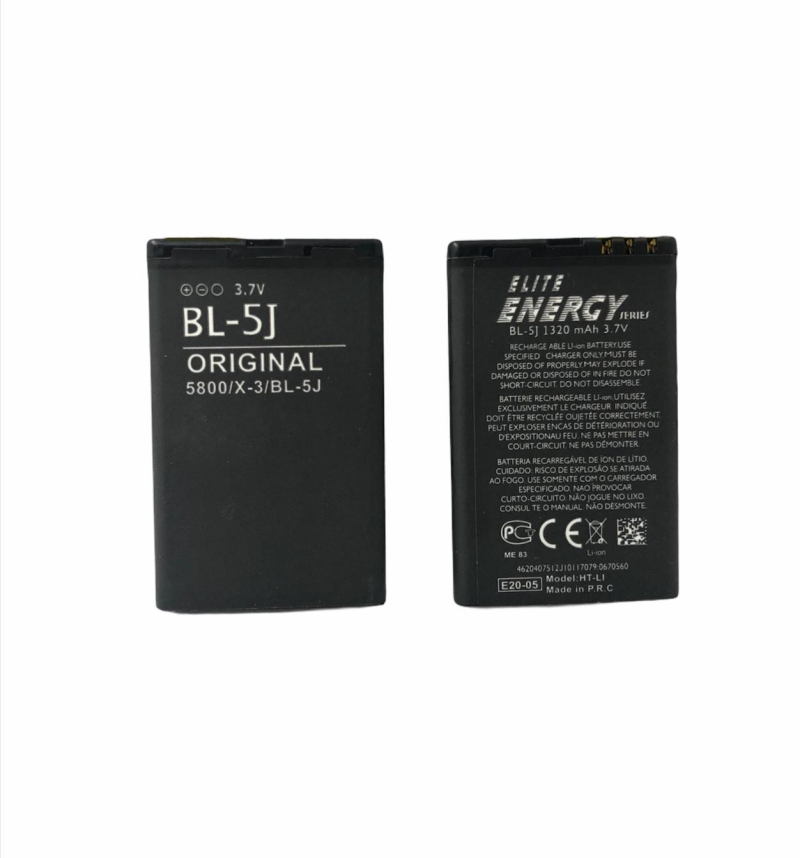 3.7V
BL-5J
ORIGINAL
5800/X-3/BL-5J
ELITE
ENERGY SERIES
BL-5J 1320 mAh 3.7V
RECHARGE ABLE LI-ion BATTERY.USE
SPECIFIED CHARGER ONLY.MUST BE
DISPOSED OF PROPERLY.MAY EXPLODE IF
DAMAGED OR DISPOSED OF IN FIRE DO NOT
SHORT-CIRCUIT. DO NOT DISASSEMBLE.
BATTERIE RECHARGEABLE LI-ion.UTILISEZ
EXCLUSIVEMENT LE CHARGEUR INDIQUÉ
DOIT ÊTRE RECYCLÉE OUJETÉE CORRECTEMENT.
PEUT EXPLOSER ENCAS DE DÉTÉRIORATION OU
D'EXPOSITIONAU FEU. NE PAS METTRE EN
COURT-CIRCUIT. NE PAS DÉMONTER.
BATTERIA RECARREGÁVEL DE ÍON DE LÍTIO.
CUIDADO: RISCO DE EXPLOSÃO SE ATIRADA
AO FOGO. USE SOMENTE COM O CARREGADOR
ESPECIFICADO. NAO PROVOCAR
CURTO-CIRCUITO. NÃO JOGUE NO LIXO.
CONSUL TE O MANUAL. NÃO DESMONTE.
PG CE
ME 83
Li-ion
4620407512J10117079:0670560
E20-05
Model:HT-LI
Made in P.R.C